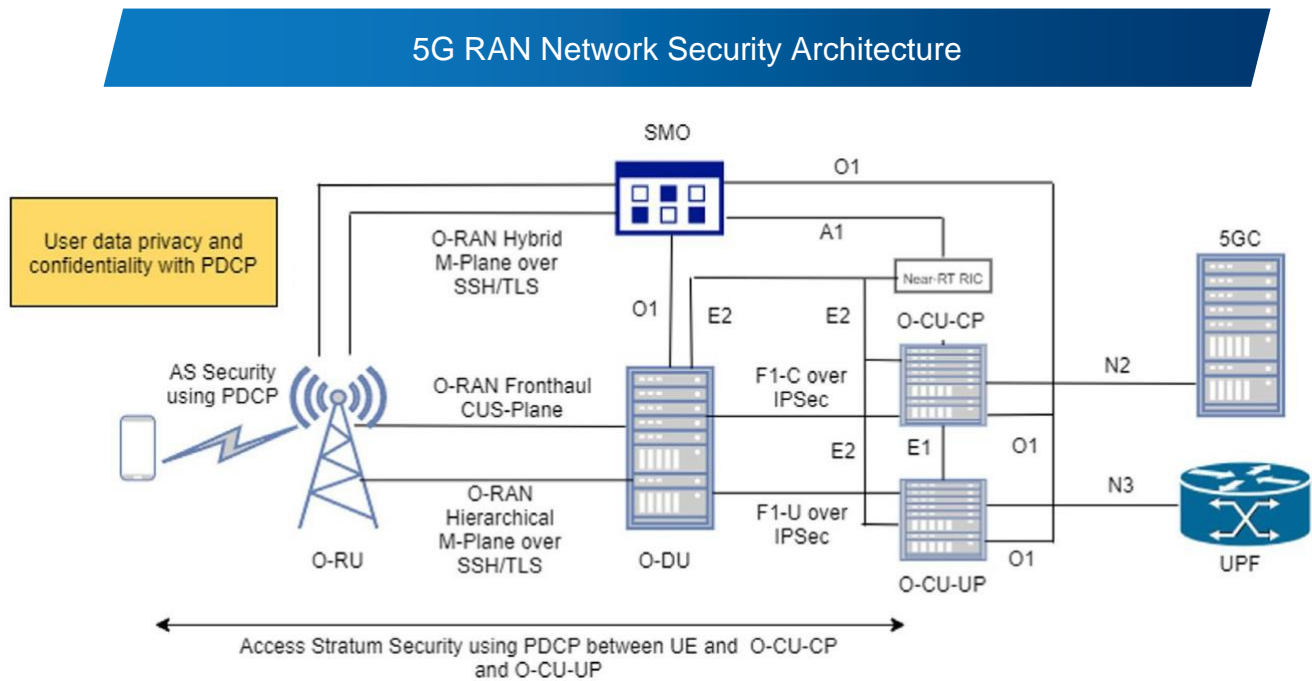 5G RAN Network Security Architecture
SMO
O1
User data privacy and
confidentiality with PDCP
O-RAN Hybrid
M-Plane over
SSH/TLS
A1
5GC
Near-RT RIC
O1
E2
E2
O-CU-CP
AS Security
using PDCP
O-RAN Fronthaul
CUS-Plane
F1-C over
IPSec
N2
E2
E1
O1
O-RAN
Hierarchical
M-Plane over
SSH/TLS
F1-U over
IPSec
N3
O-RU
O-DU
O1
UPF
O-CU-UP
Access Stratum Security using PDCP between UE and O-CU-CP
and O-CU-UP